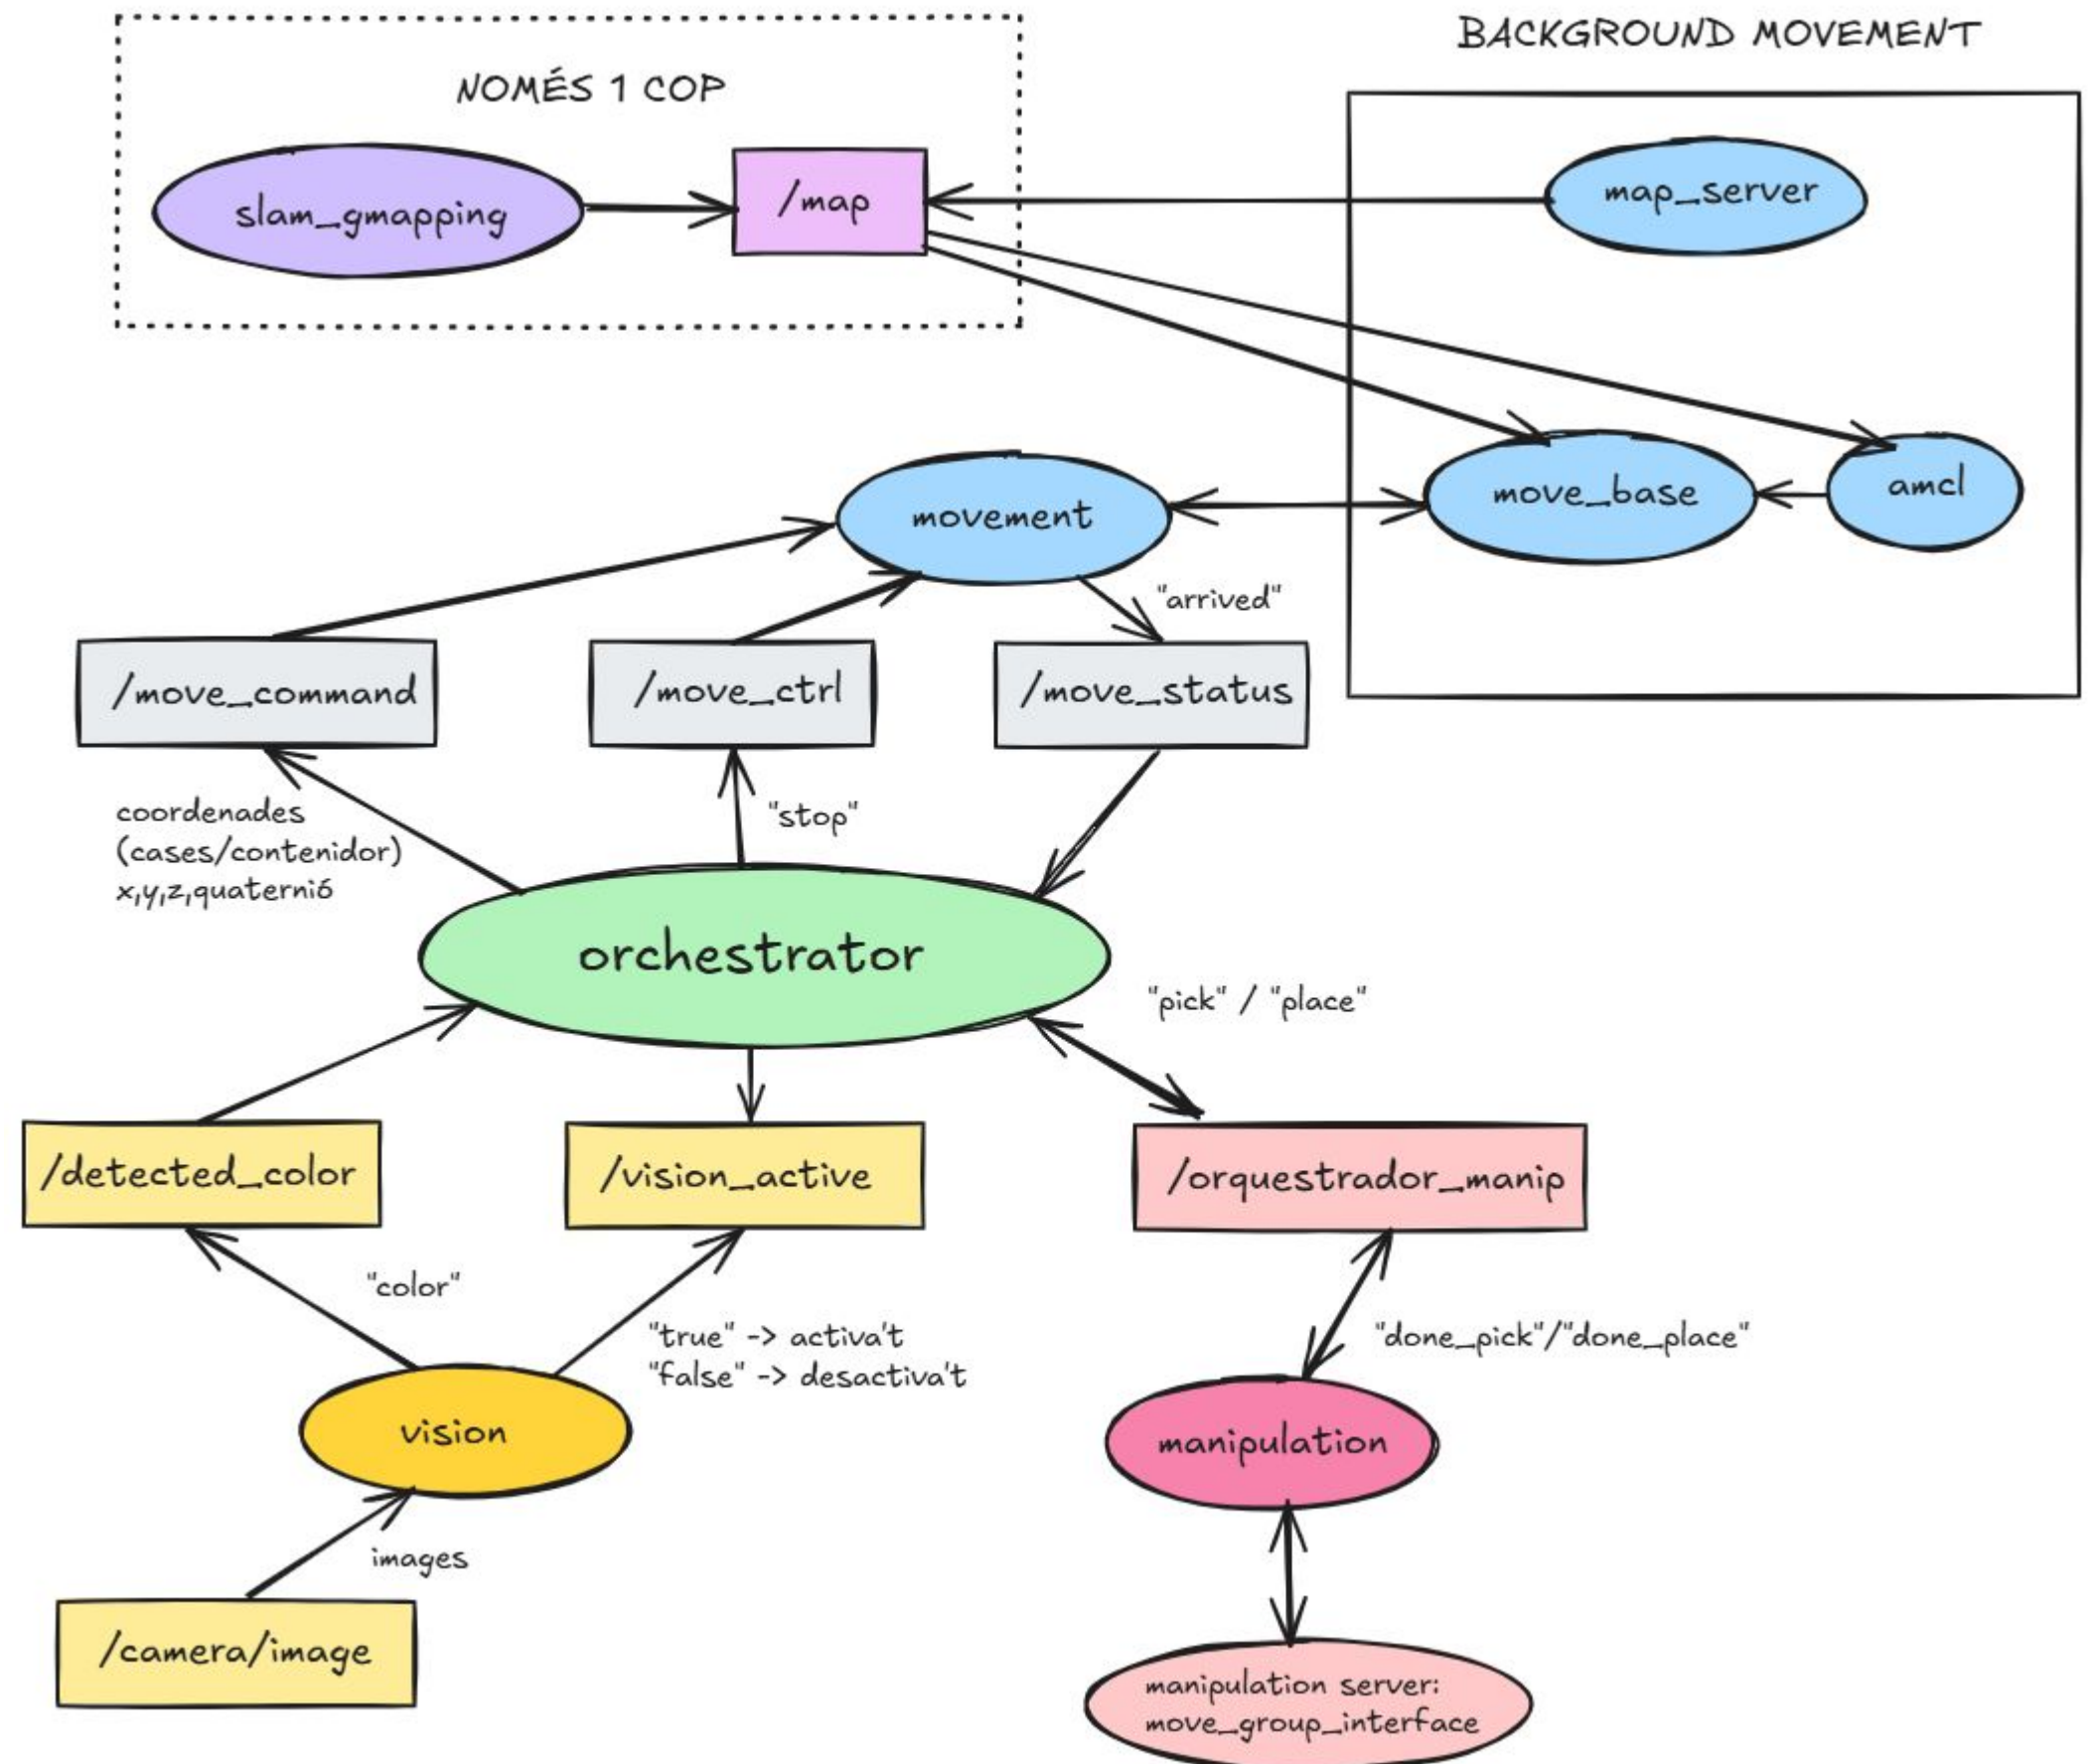 BACKGROUND MOVEMENT
NOMÉS 1 COP
slam_gmapping
/map
map_server
movement
move_base
amcl
"arrived"
/move_command
/move_ctrl
/move_status
coordenades
(cases/contenidor)
x,y,z,quaternió
"stop"
orchestrator
"pick" / "place"
/detected_color
/vision_active
/orquestrador_manip
"color"
"true" -> activa't
"false" -> desactiva't
"done_pick"/"done_place"
vision
manipulation
images
/camera/image
manipulation server:
move_group_interface